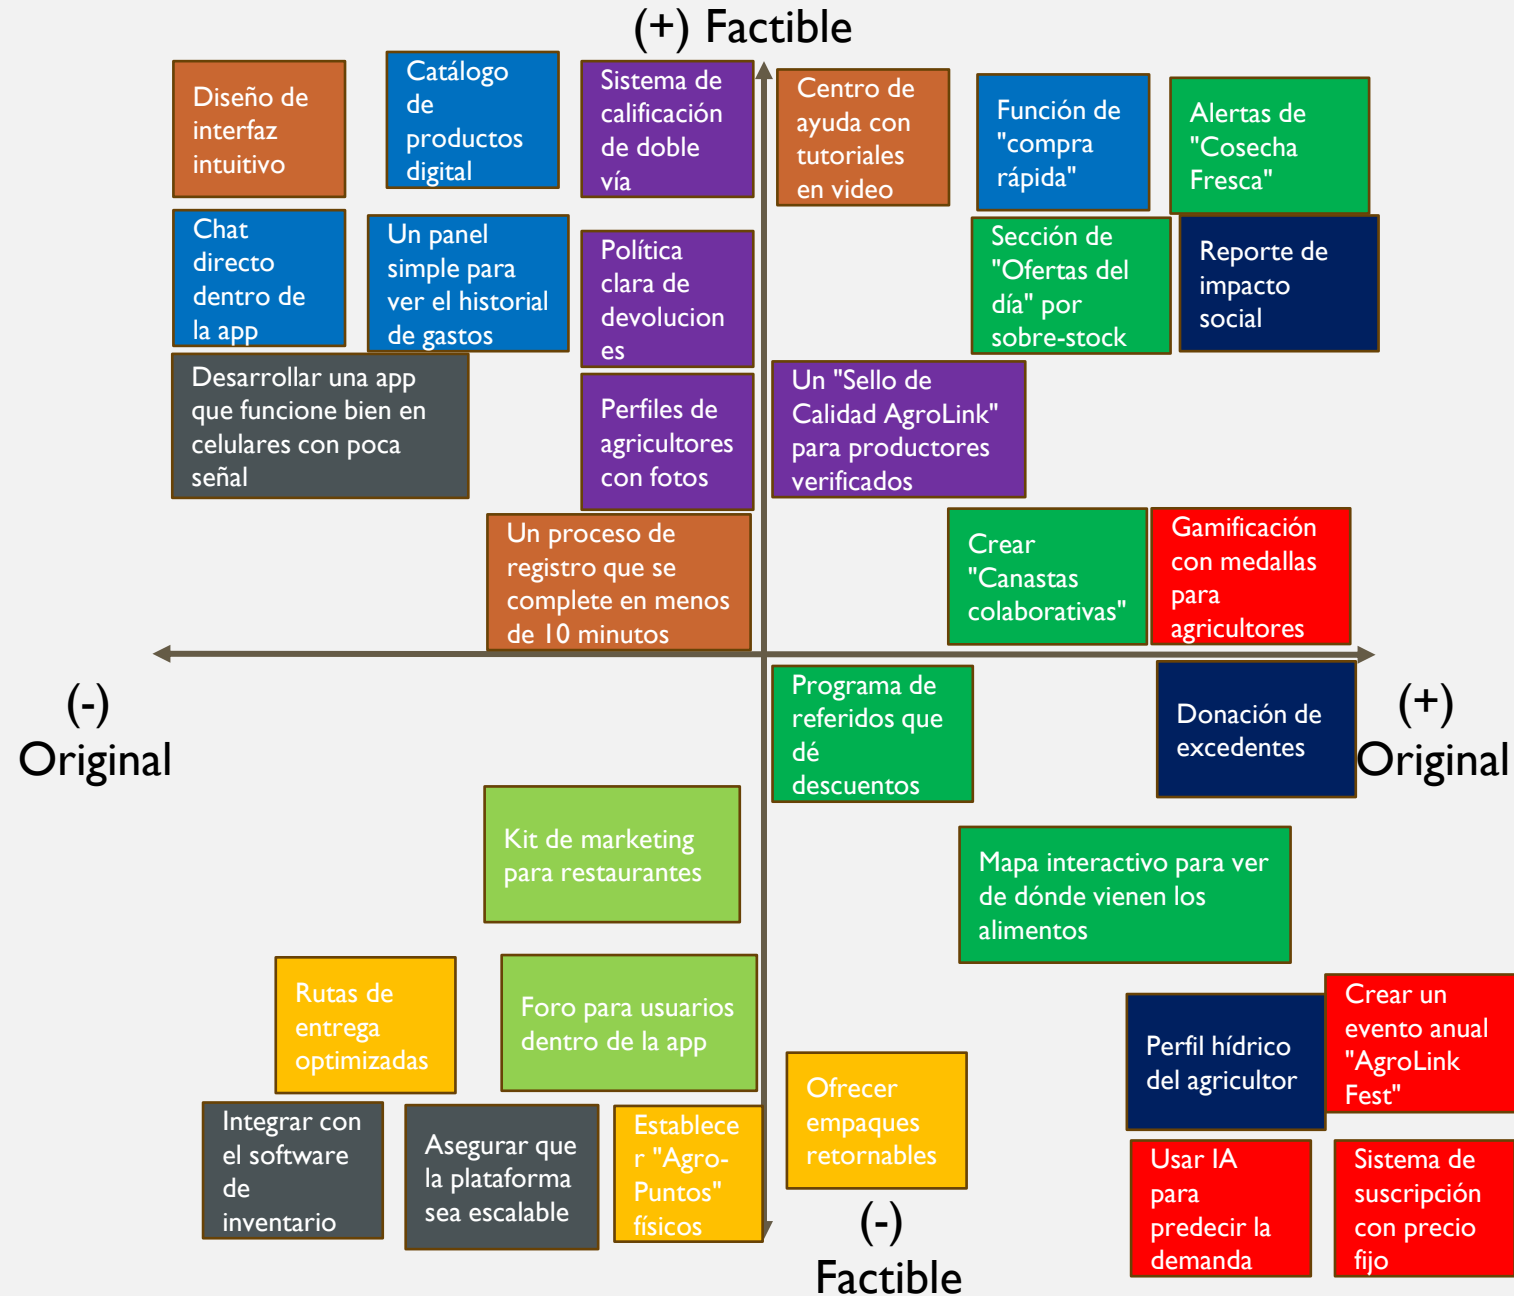 (+) Factible
Diseño de
interfaz
intuitivo
Catálogo
de
productos
digital
Sistema de
calificación
de doble
vía
Centro de
ayuda con
tutoriales
en video
Función de
"compra
rápida"
Alertas de
"Cosecha
Fresca"
Chat
directo
dentro de
la app
Un panel
simple para
ver el historial
de gastos
Política
clara de
devolucion
es
Sección de
"Ofertas del
día" por
sobre-stock
Reporte de
impacto
social
Desarrollar una app
que funcione bien en
celulares con poca
señal
Perfiles de
agricultores
con fotos
Un "Sello de
Calidad AgroLink"
para productores
verificados
Un proceso de
registro que se
complete en menos
de 10 minutos
Crear
"Canastas
colaborativas"
Gamificación
con medallas
para
agricultores
(-)
Original
Programa de
referidos que
dé
descuentos
Donación de
excedentes
(+)
Original
Kit de marketing
para restaurantes
Mapa interactivo para ver
de dónde vienen los
alimentos
Rutas de
entrega
optimizadas
Foro para usuarios
dentro de la app
Perfil hídrico
del agricultor
Crear un
evento anual
"AgroLink
Fest"
Integrar con
el software
de
inventario
Asegurar que
la plataforma
sea escalable
Establece
r "Agro-
Puntos"
físicos
Ofrecer
empaques
retornables
Usar IA
para
predecir la
demanda
Sistema de
suscripción
con precio
fijo
(-)
Factible